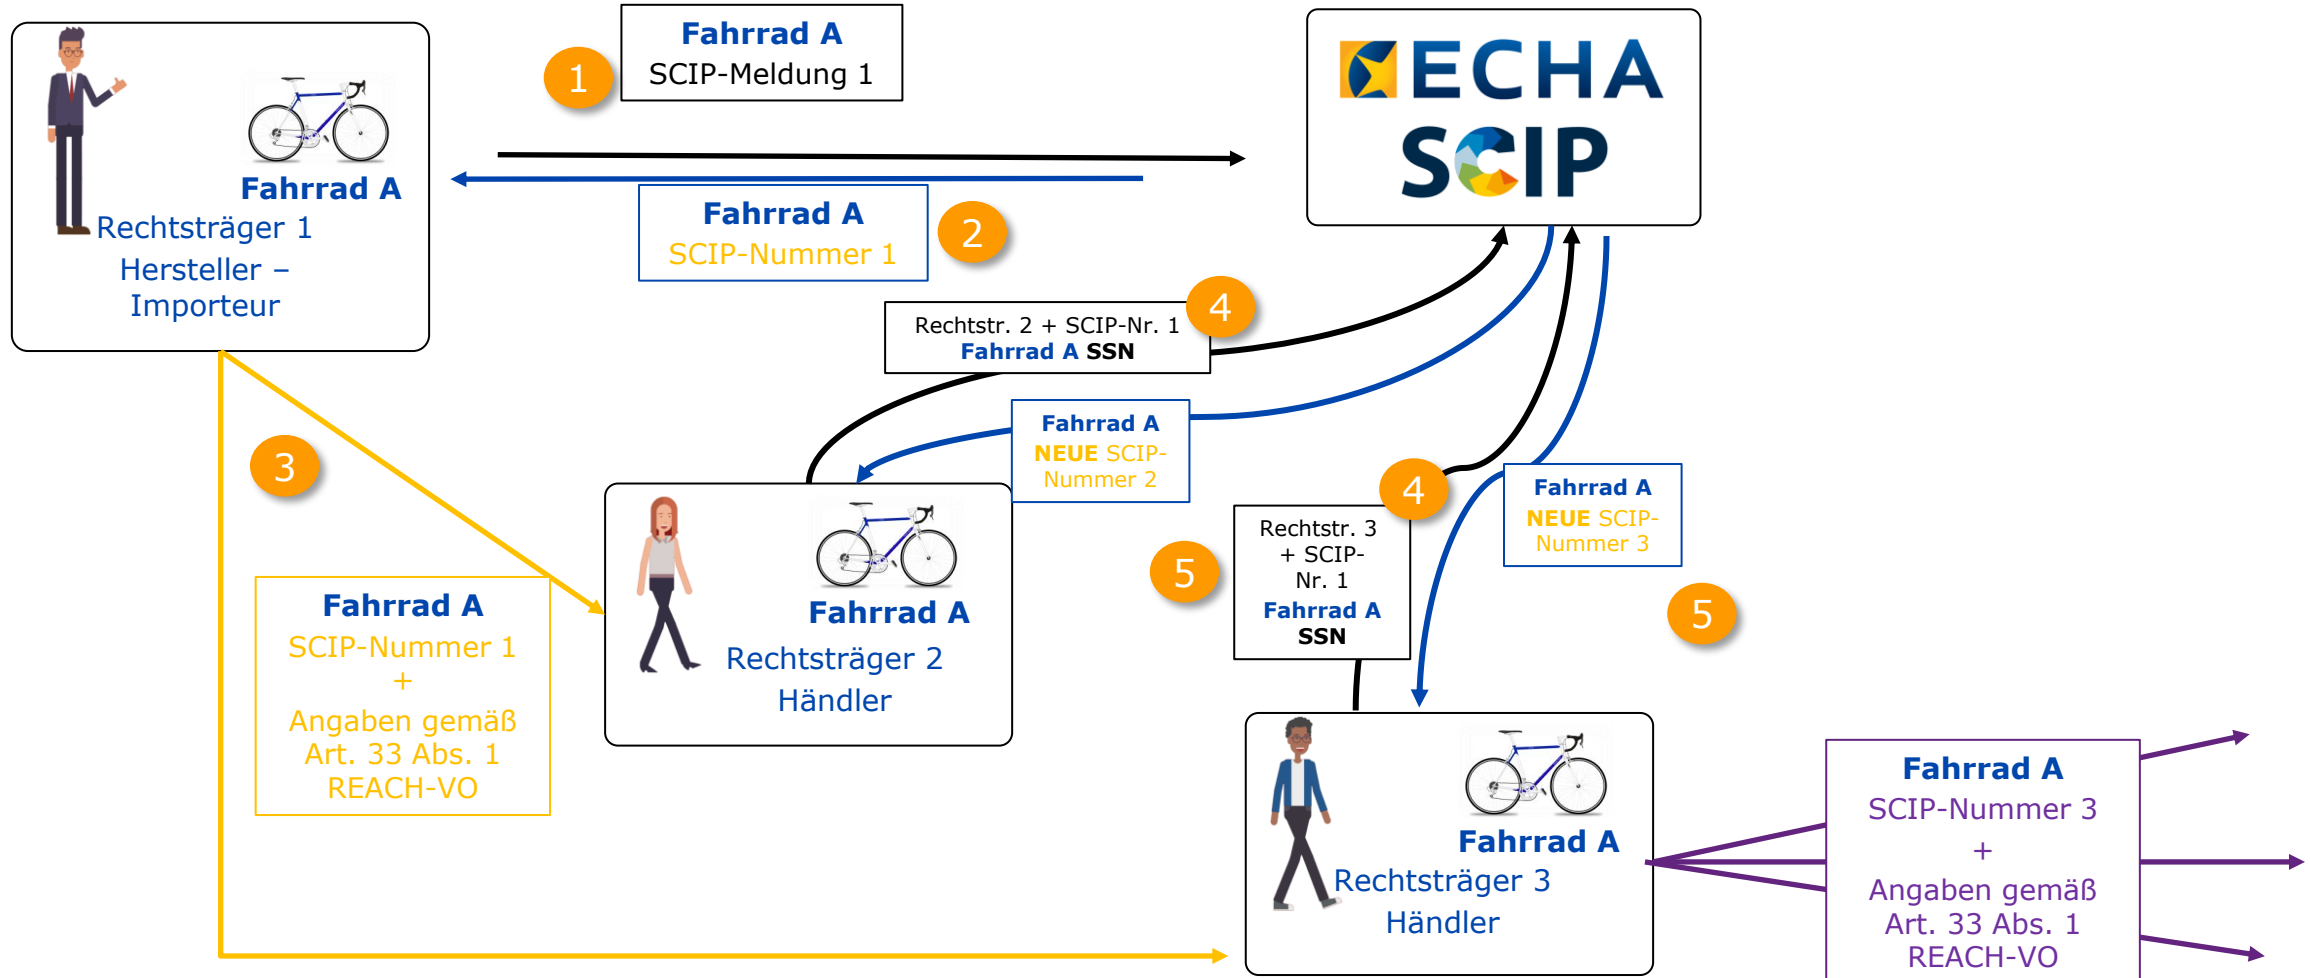 Fahrrad A
Rechtsträger 1
Hersteller –
Importeur
1
Fahrrad A
SCIP-Meldung 1
ECHA
SCIP
Fahrrad A
SCIP-Nummer 1
2
Rechtstr. 2 + SCIP-Nr. 1
Fahrrad A SSN
4
Fahrrad A
NEUE SCIP-
Nummer 2
3
Fahrrad A
SCIP-Nummer 1
+
Angaben gemäß
Art. 33 Abs. 1
REACH-VO
Fahrrad A
Rechtsträger 2
Händler
4
Rechtstr. 3
+ SCIP-
Nr. 1
Fahrrad A
SSN
5
Fahrrad A
NEUE SCIP-
Nummer 3
5
Fahrrad A
Rechtsträger 3
Händler
Fahrrad A
SCIP-Nummer 3
+
Angaben gemäß
Art. 33 Abs. 1
REACH-VO